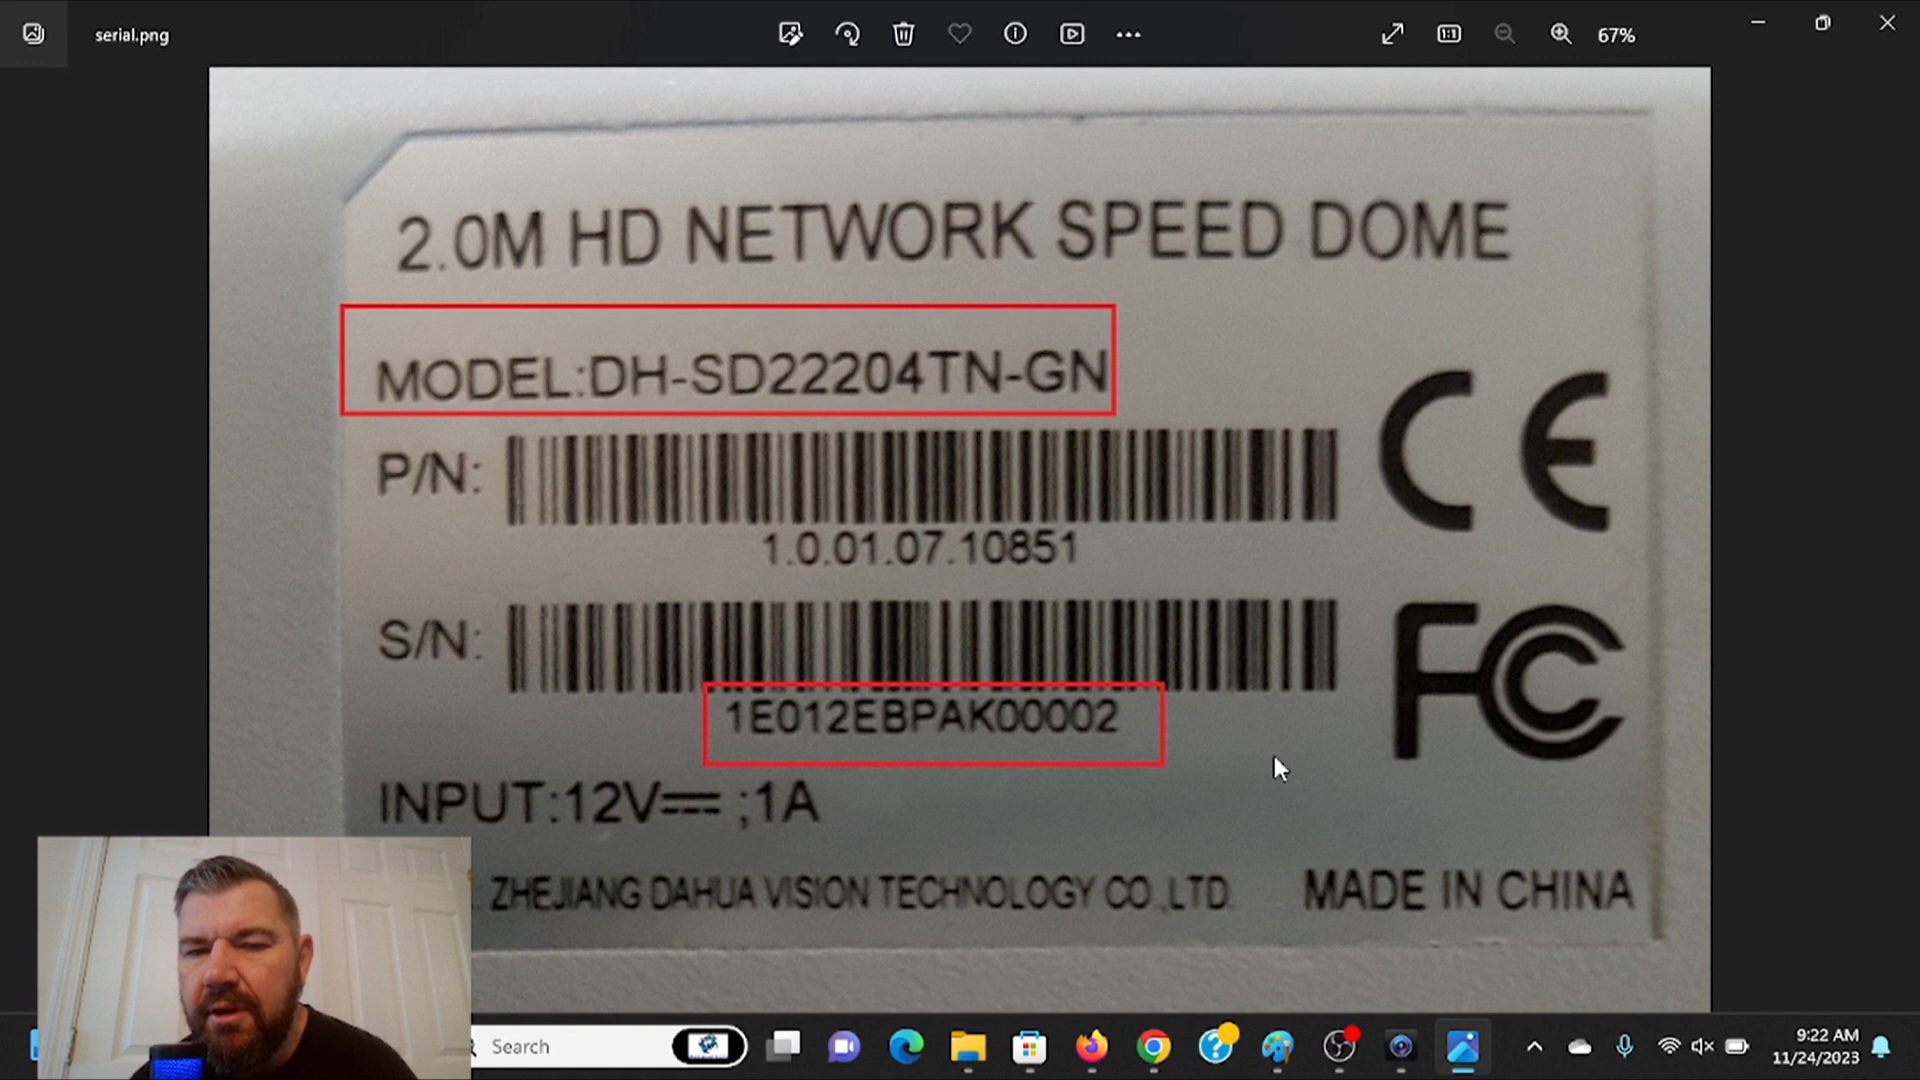 serial.png
67%
2.0M HD NETWORK SPEED DOME
MODEL:DH-SD22204TN-GN
P/N:
1.0.01.07.10851
S/N:
1E012EBPAK00002
INPUT:12V⎓ ;1A
ZHEJIANG DAHUA VISION TECHNOLOGY CO.,LTD.
MADE IN CHINA
CE
FC
Search
9:22 AM
11/24/2023